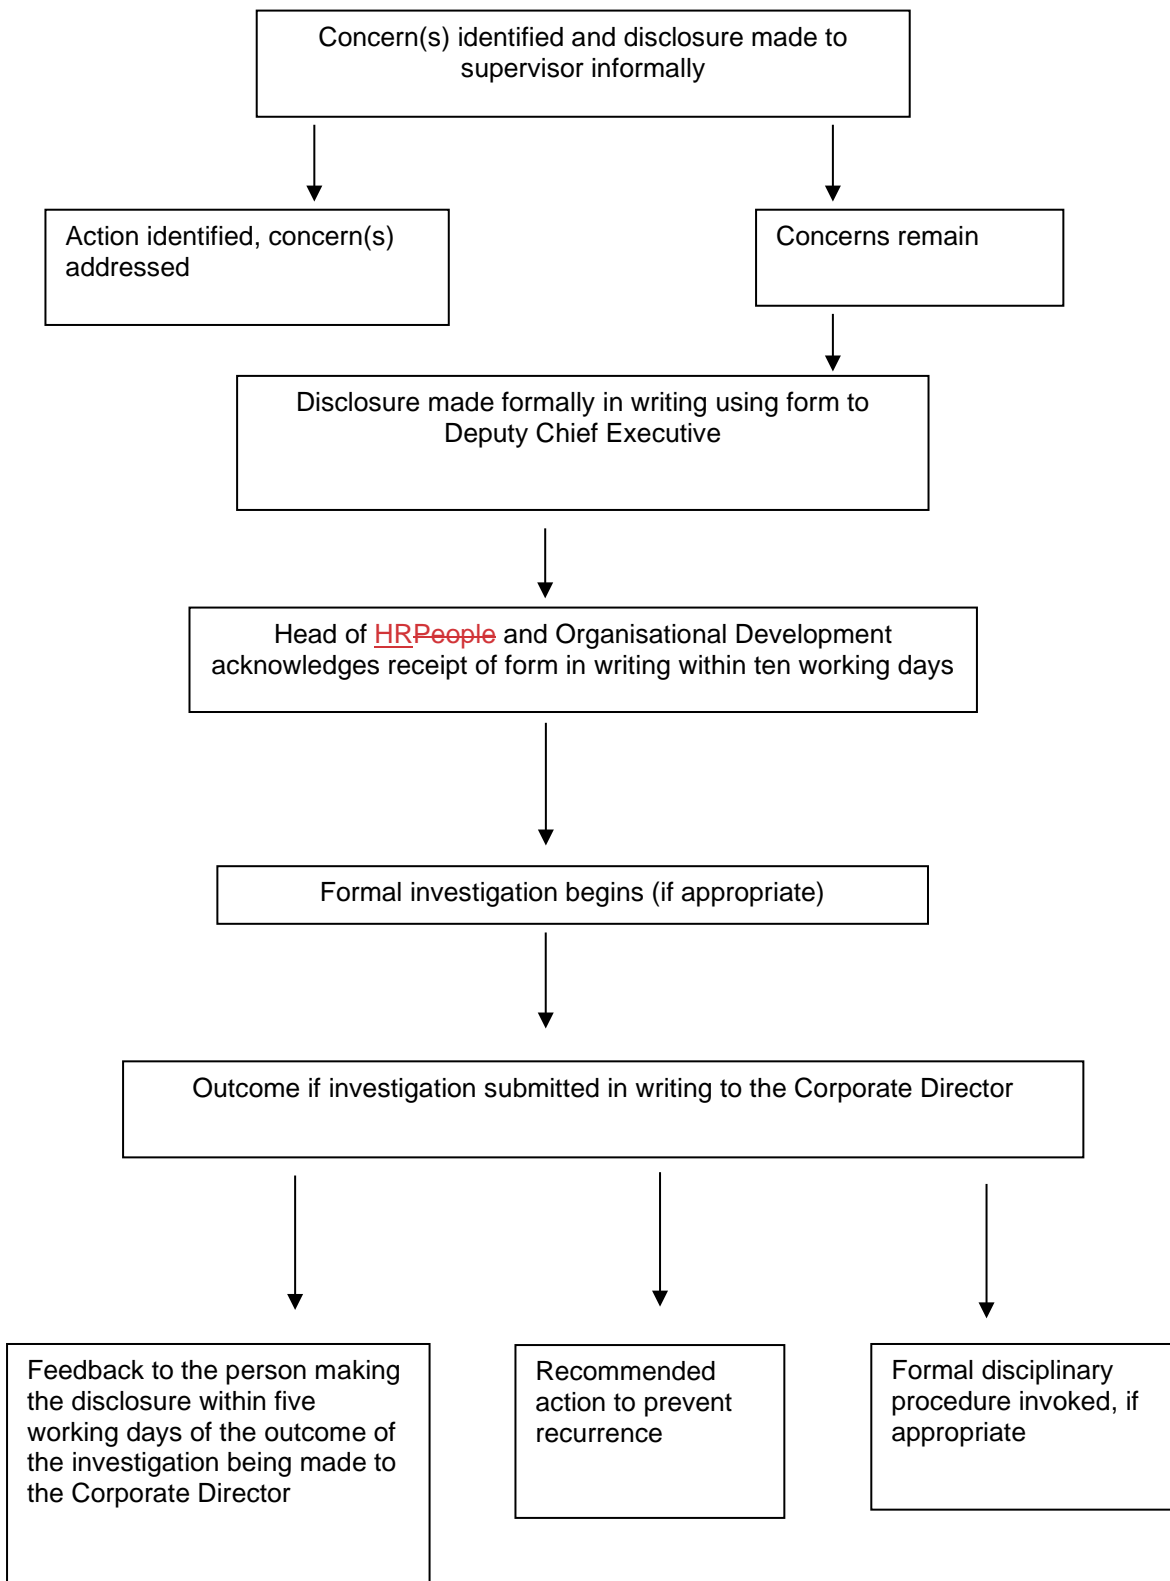 Concern(s) identified and disclosure made to
supervisor informally
Action identified, concern(s)
addressed
Concerns remain
Disclosure made formally in writing using form to
Deputy Chief Executive
Head of HRPeople and Organisational Development
acknowledges receipt of form in writing within ten working days
Formal investigation begins (if appropriate)
Outcome if investigation submitted in writing to the Corporate Director
Feedback to the person making
the disclosure within five
working days of the outcome of
the investigation being made to
the Corporate Director
Recommended
action to prevent
recurrence
Formal disciplinary
procedure invoked, if
appropriate